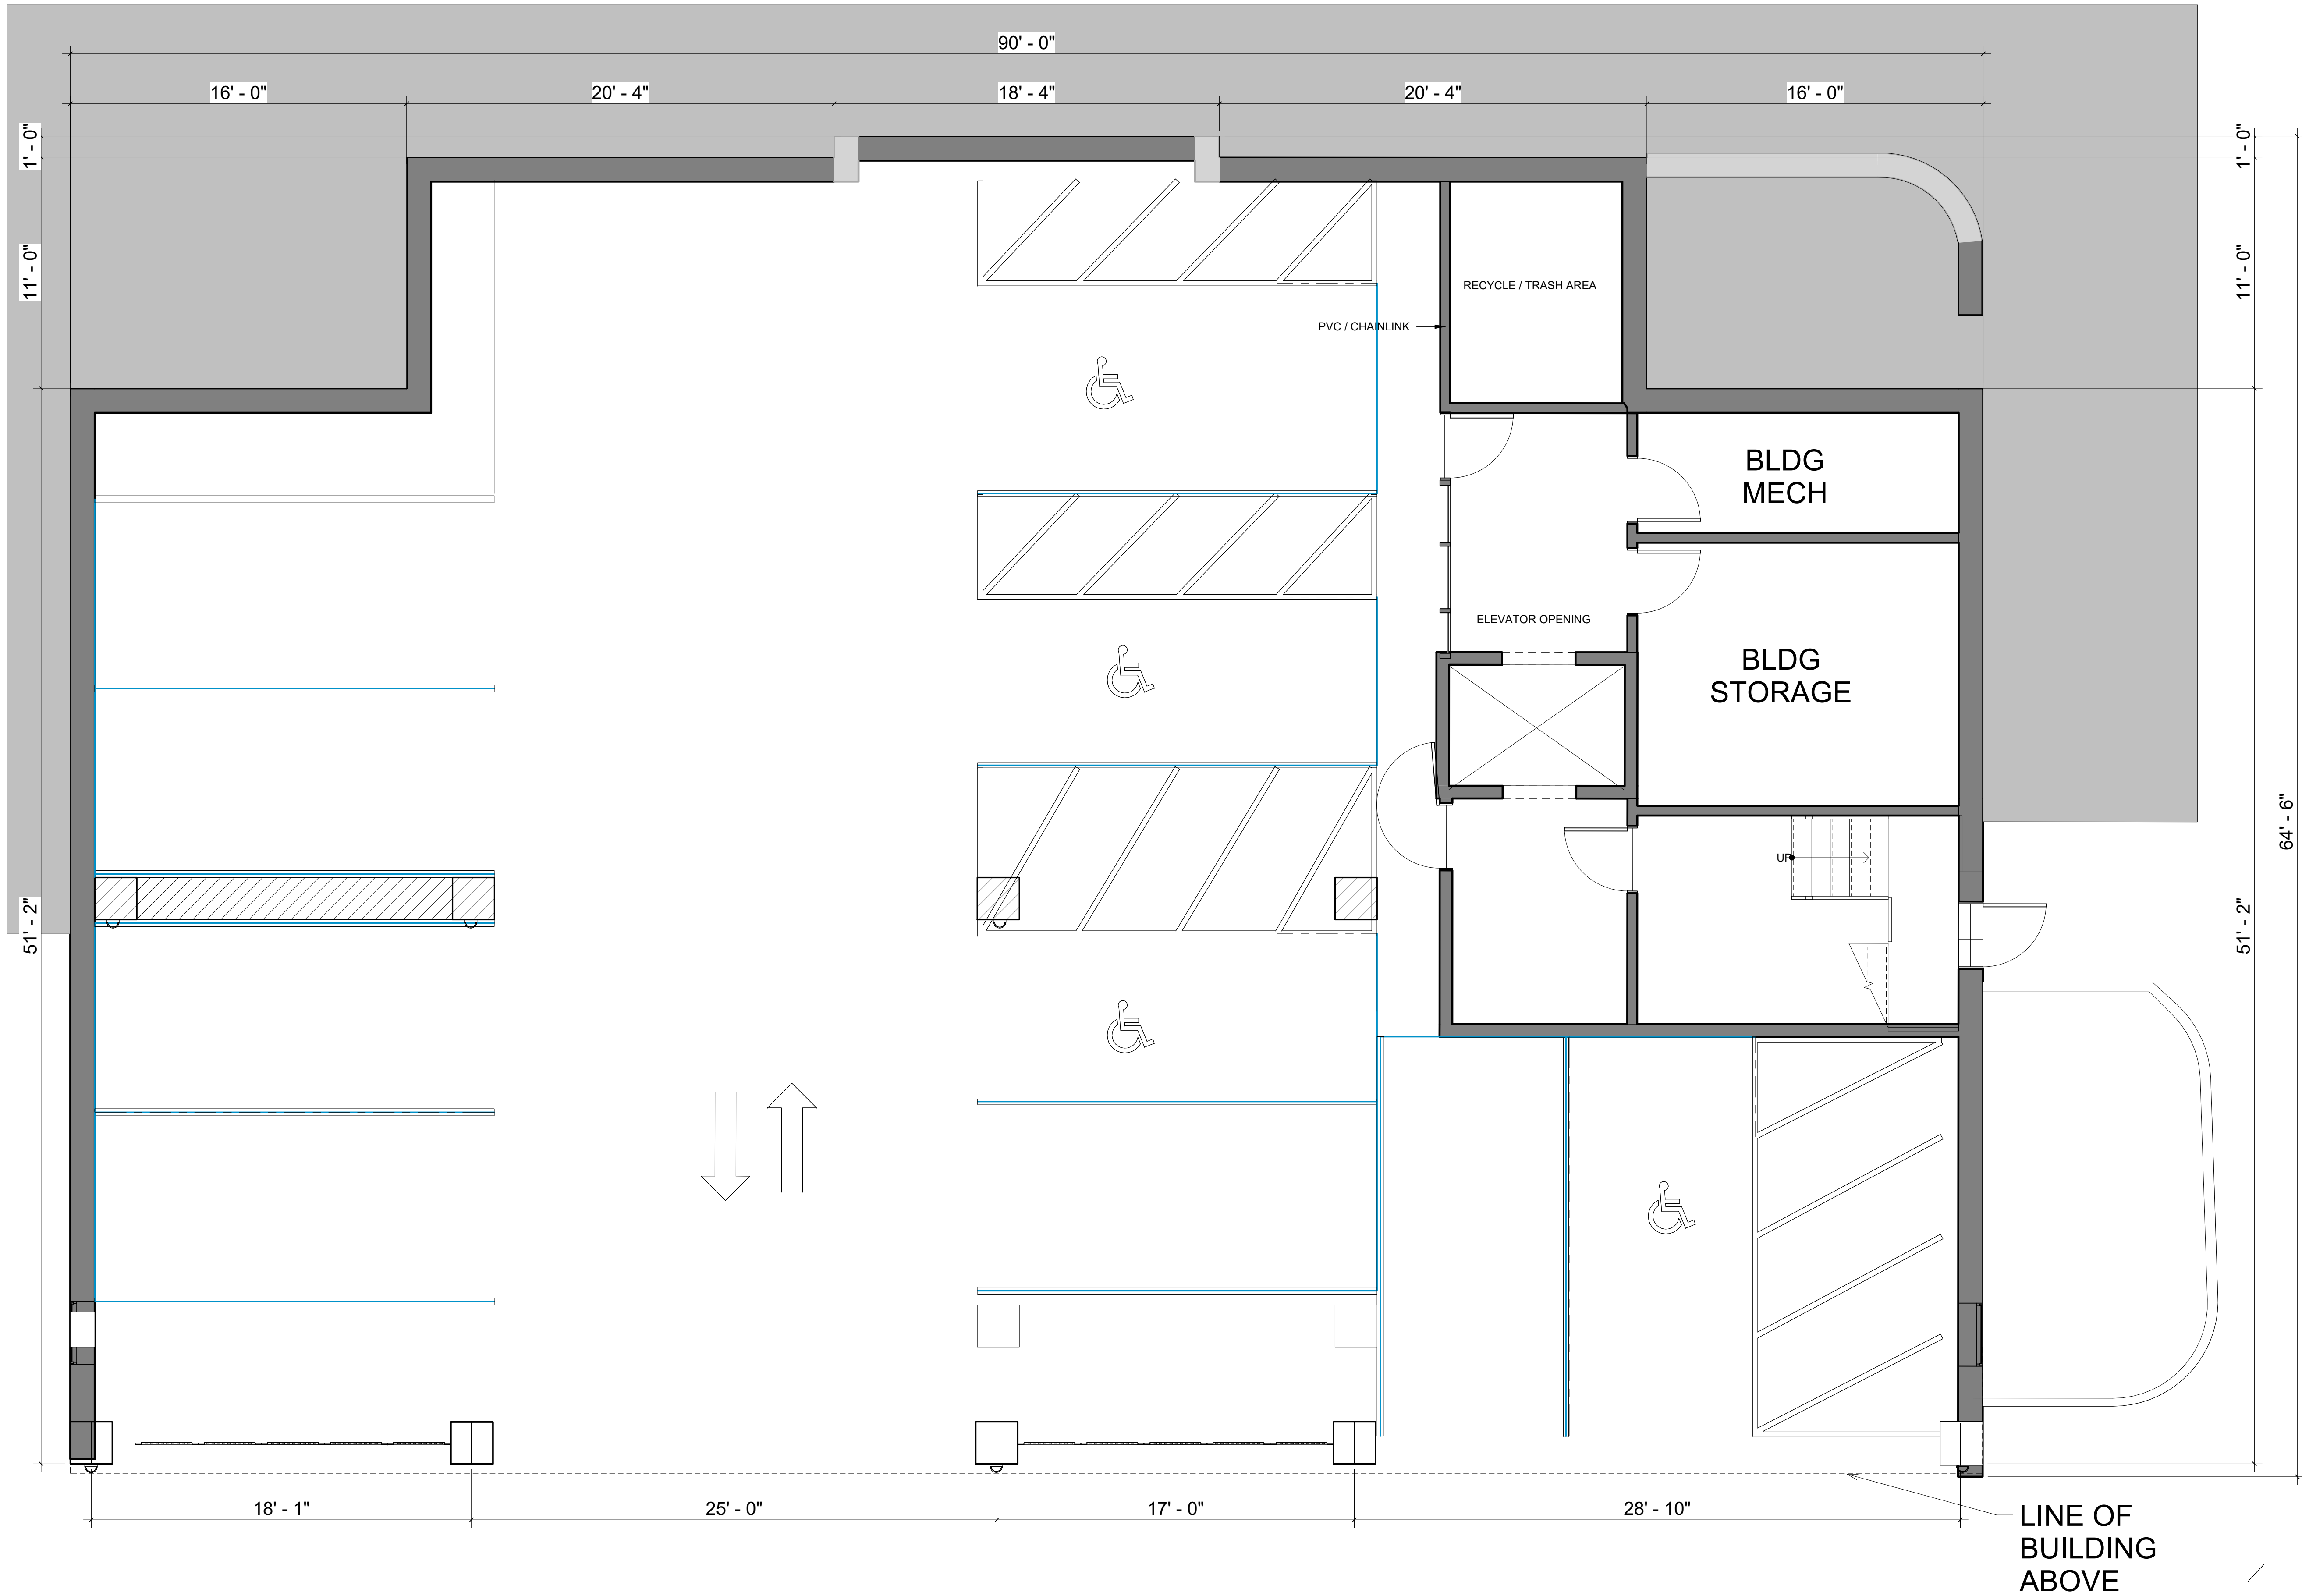 90' - 0"
16' - 0"
20' - 4"
18' - 4"
20' - 4"
16' - 0"
1' - 0"
1' - 0"
11' - 0"
11' - 0"
RECYCLE / TRASH AREA
PVC / CHAINLINK
BLDG
MECH
ELEVATOR OPENING
BLDG
STORAGE
64' - 6"
UP
51' - 2"
51' - 2"
18' - 1"
25' - 0"
17' - 0"
28' - 10"
LINE OF
BUILDING
ABOVE